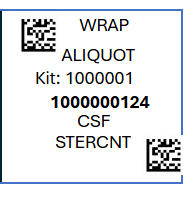 WRAP
ALIQUOT
Kit: 1000001
1000000124
CSF
STERCNT